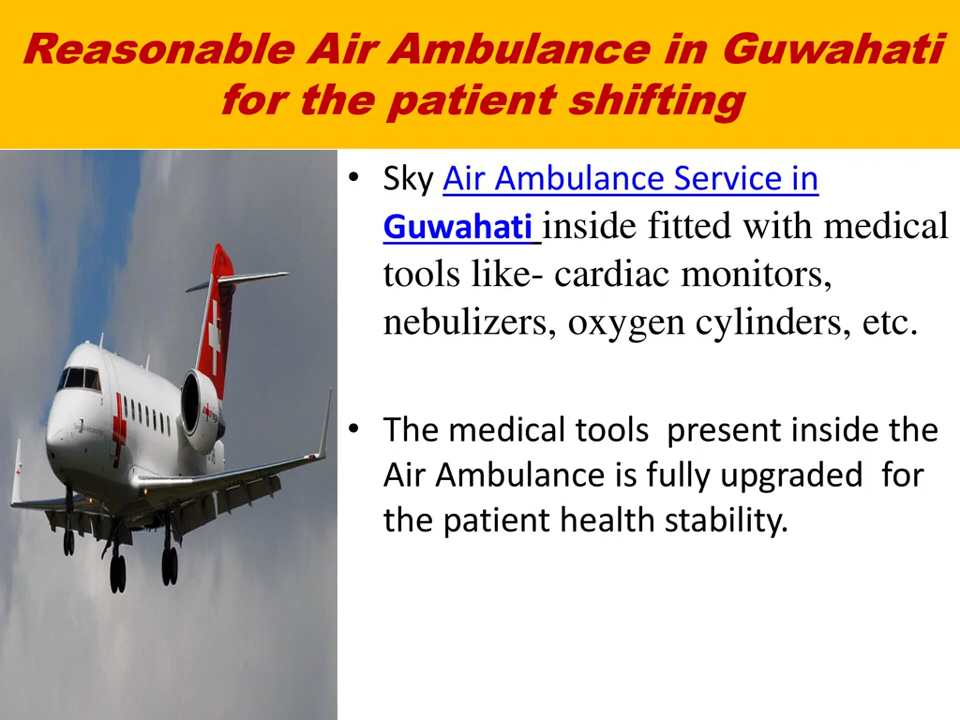 Reasonable Air Ambulance in Guwahati
for the patient shifting
• Sky Air Ambulance Service in
Guwahati inside fitted with medical
tools like- cardiac monitors,
nebulizers, oxygen cylinders, etc.
• The medical tools  present inside the
Air Ambulance is fully upgraded  for
the patient health stability.